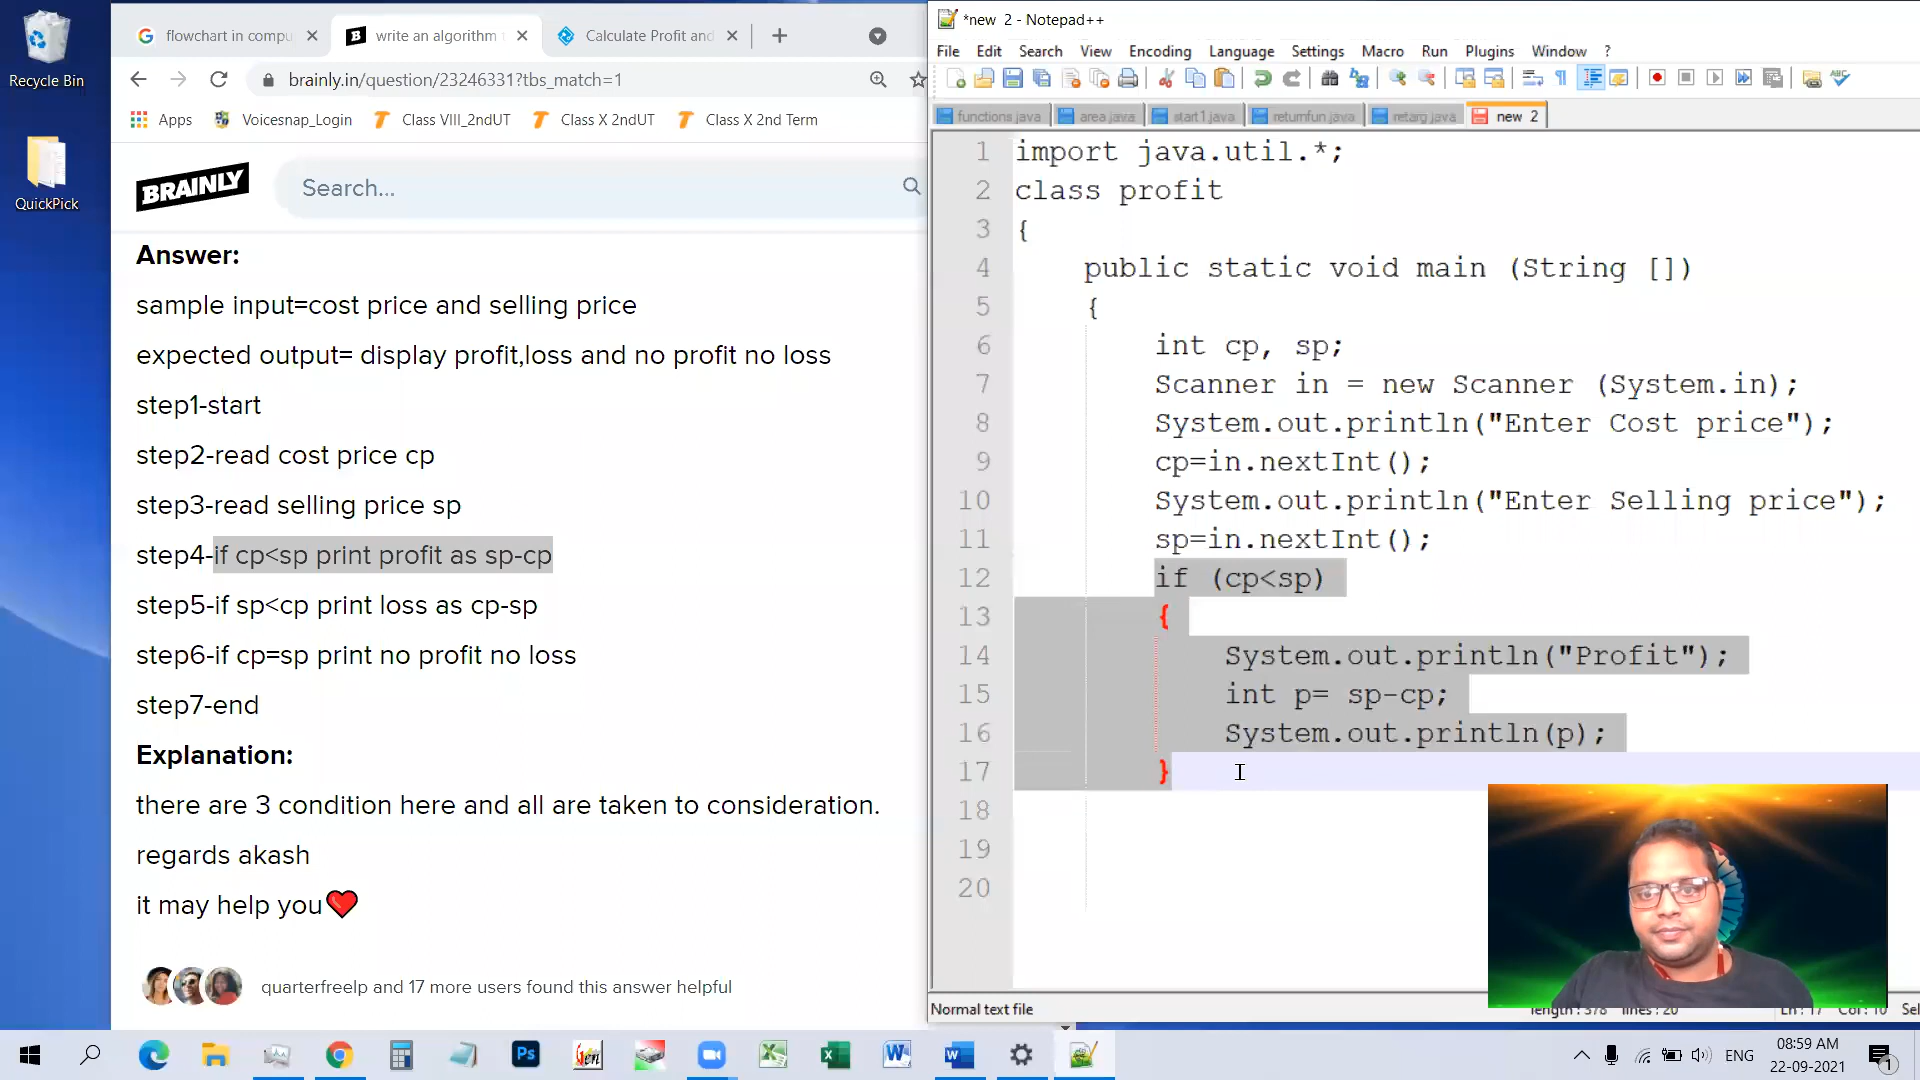 Recycle Bin
QuickPick
flowchart in compu
write an algorithm
Calculate Profit and
brainly.in/question/23246331?tbs_match=1
Apps
Voicesnap_Login
Class VIII_2ndUT
Class X 2ndUT
Class X 2nd Term
BRAINLY
Search...
Answer:
sample input=cost price and selling price
expected output= display profit,loss and no profit no loss
step1-start
step2-read cost price cp
step3-read selling price sp
step4-if cp<sp print profit as sp-cp
step5-if sp<cp print loss as cp-sp
step6-if cp=sp print no profit no loss
step7-end
Explanation:
there are 3 condition here and all are taken to consideration.
regards akash
it may help you❤
quarterfreelp and 17 more users found this answer helpful
*new 2 - Notepad++
File Edit Search View Encoding Language Settings Macro Run Plugins Window ?
functions.java area.java start1.java returnfun.java retarg.java new 2
1 import java.util.*;
2 class profit
3 {
4 public static void main (String [])
5 {
6 int cp, sp;
7 Scanner in = new Scanner (System.in);
8 System.out.println("Enter Cost price");
9 cp=in.nextInt();
10 System.out.println("Enter Selling price");
11 sp=in.nextInt();
12 if (cp<sp)
13 {
14 System.out.println("Profit");
15 int p= sp-cp;
16 System.out.println(p);
17 }
18
19
20
Normal text file
length : 378 lines : 20 Ln : 17 Col : 10 Sel
ENG
08:59 AM
22-09-2021
1